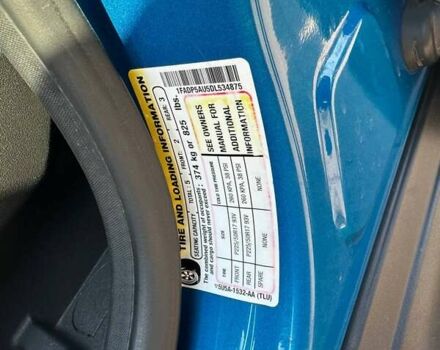 1FADP5AU5DL534875
TIRE AND LOADING INFORMATION
SEATING CAPACITY TOTAL: 5 FRONT: 2 REAR: 3
The combined weight of occupants
and cargo should never exceed: 374 kg or 825 lbs.
TIRE SIZE COLD TIRE PRESSURE
FRONT P225/50R17 93V 260 KPA, 38 PSI
REAR P225/50R17 93V 260 KPA, 38 PSI
SPARE NONE NONE
SEE OWNERS
MANUAL FOR
ADDITIONAL
INFORMATION
5U5A-1532-AA (TLU)